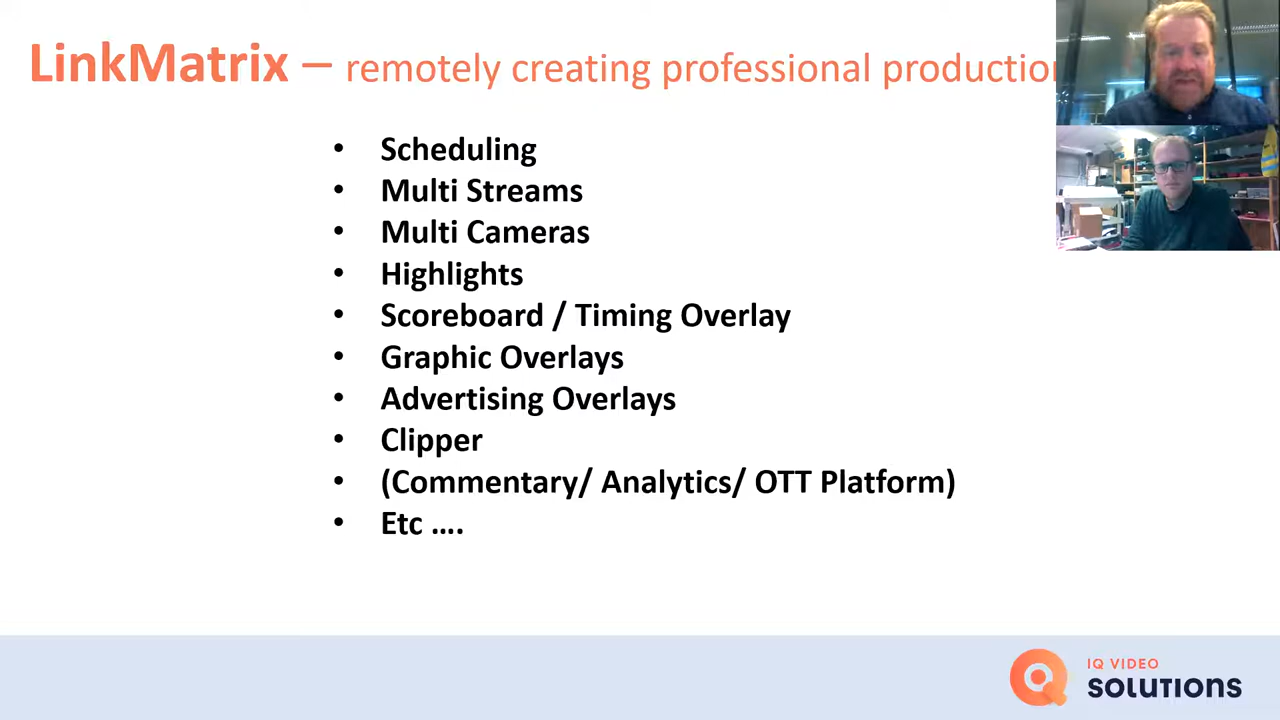 LinkMatrix – remotely creating professional production
• Scheduling
• Multi Streams
• Multi Cameras
• Highlights
• Scoreboard / Timing Overlay
• Graphic Overlays
• Advertising Overlays
• Clipper
• (Commentary/ Analytics/ OTT Platform)
• Etc ....
IQ VIDEO
SOLUTIONS